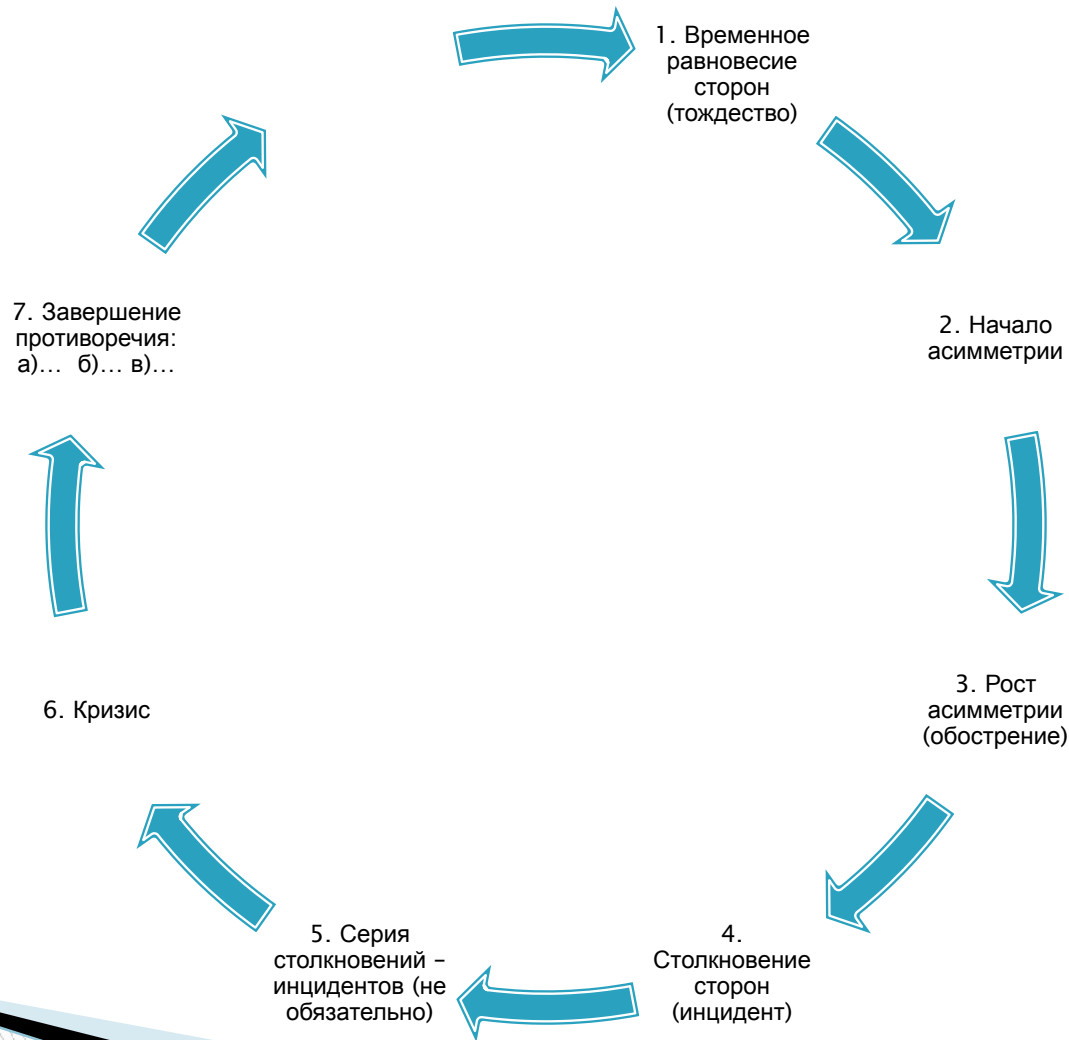 1. Временное
равновесие
сторон
(тождество)
2. Начало
асимметрии
3. Рост
асимметрии
(обострение)
4.
Столкновение
сторон
(инцидент)
5. Серия
столкновений –
инцидентов (не
обязательно)
6. Кризис
7. Завершение
противоречия:
а)… б)… в)…